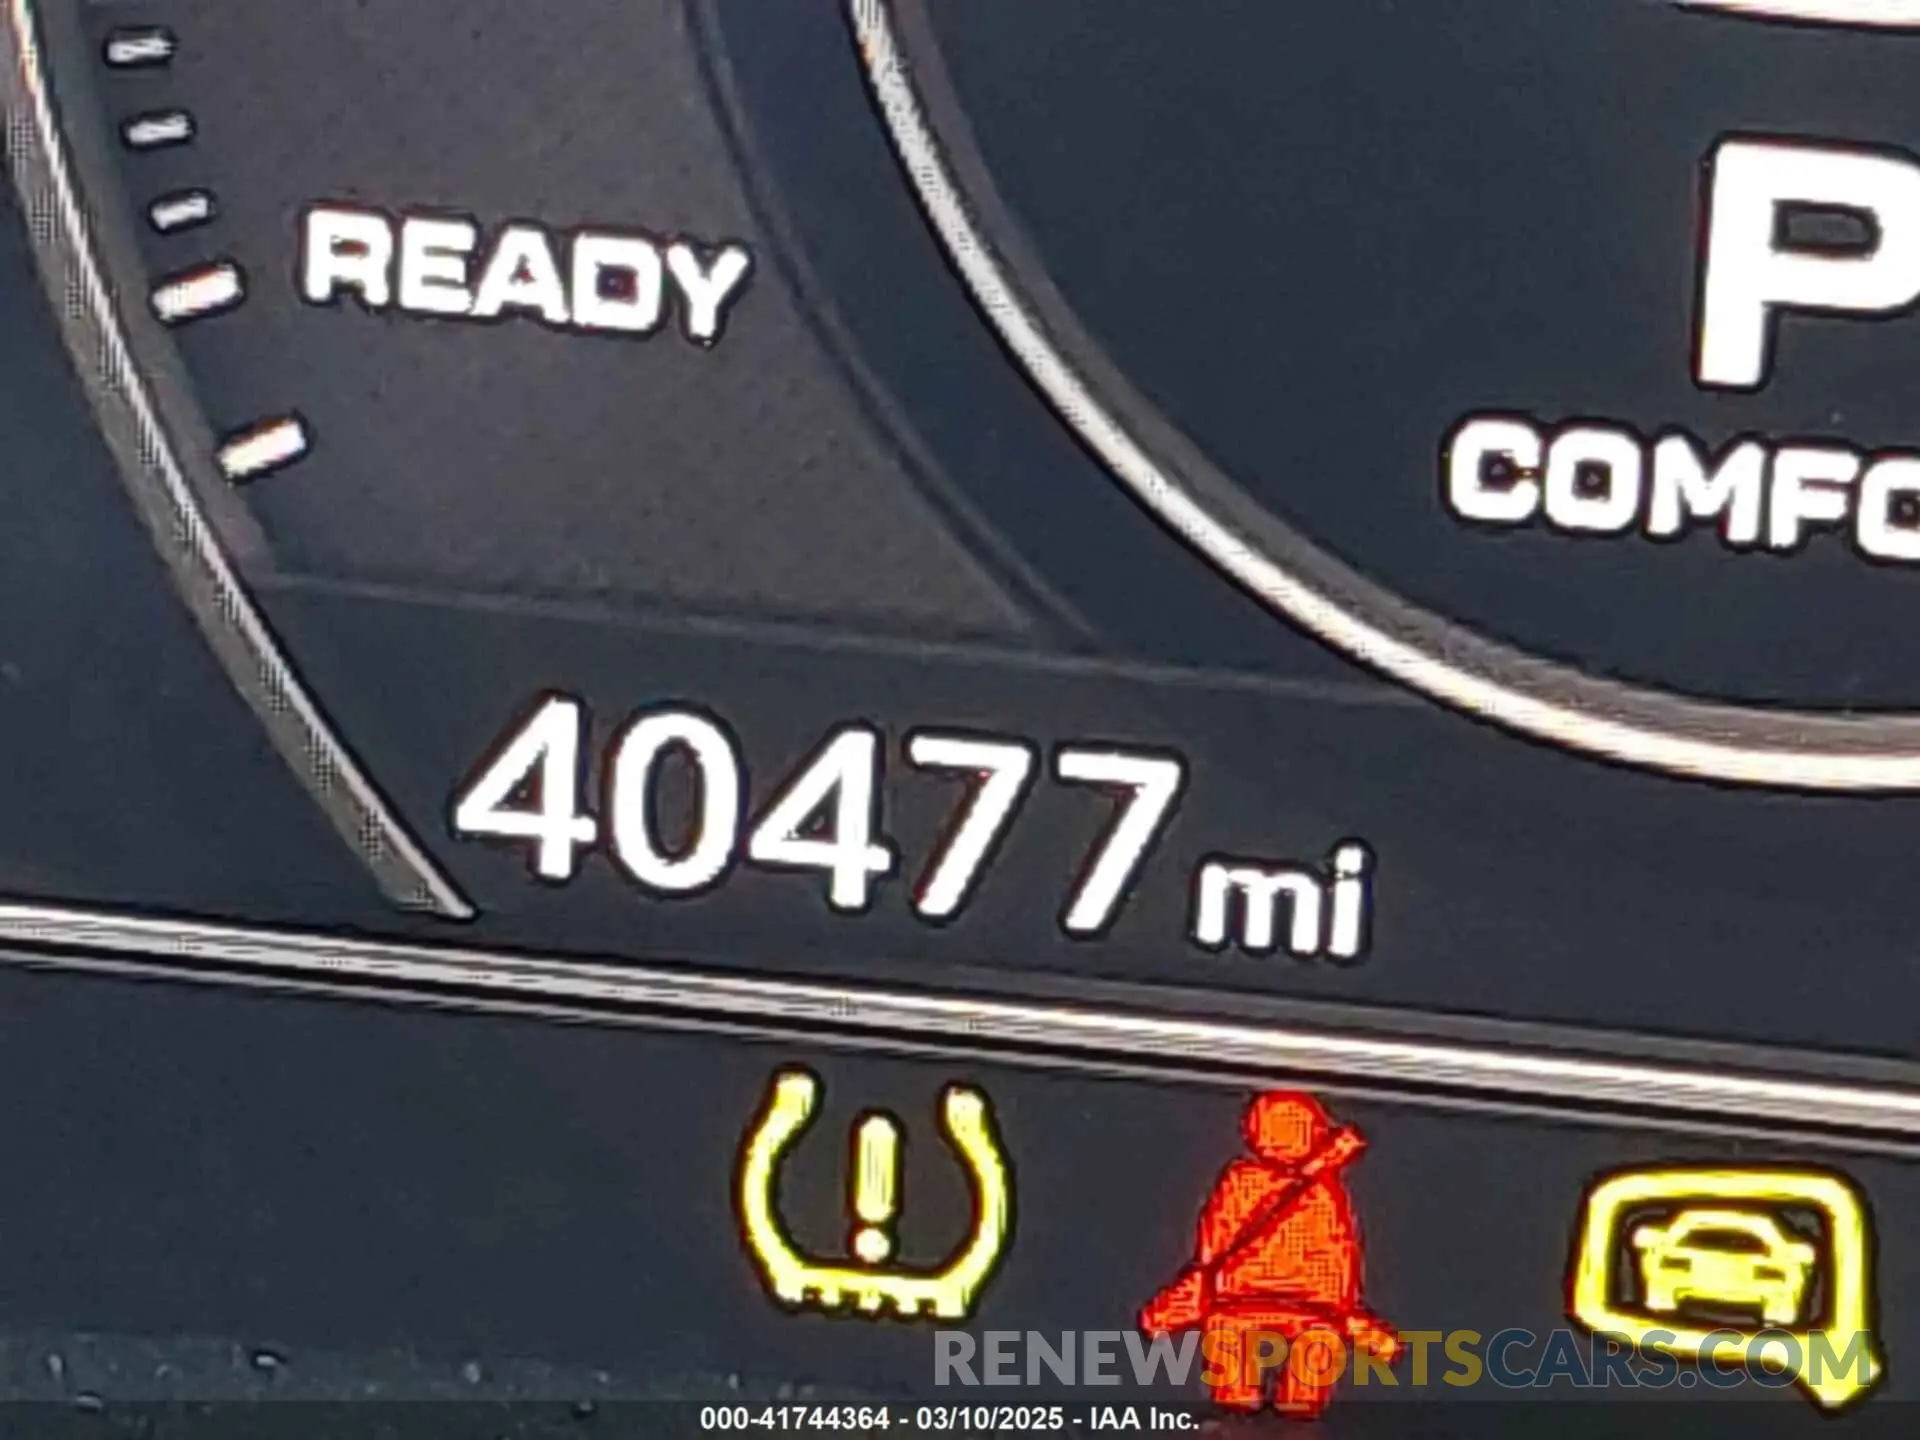 READY
P
COMFO
40477 mi
RENEWSPORTSCARS.COM
000-41744364 - 03/10/2025 - IAA Inc.